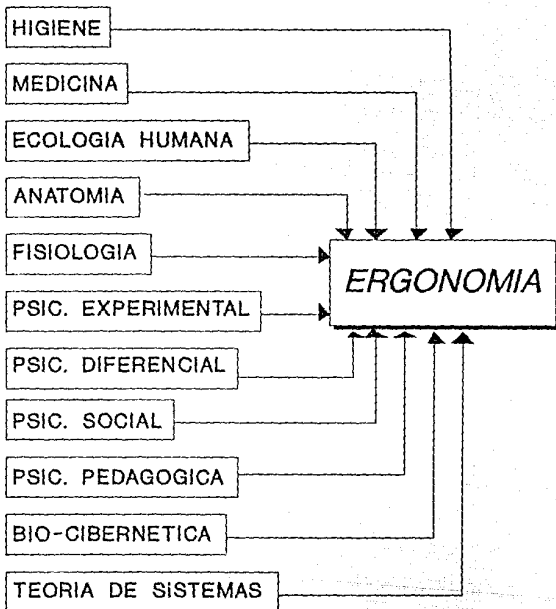 HIGIENE
MEDICINA
ECOLOGIA HUMANA
ANATOMIA
FISIOLOGIA
ERGONOMIA
PSIC. EXPERIMENTAL
PSIC. DIFERENCIAL
PSIC. SOCIAL
PSIC. PEDAGOGICA
BIO-CIBERNETICA
TEORIA DE SISTEMAS